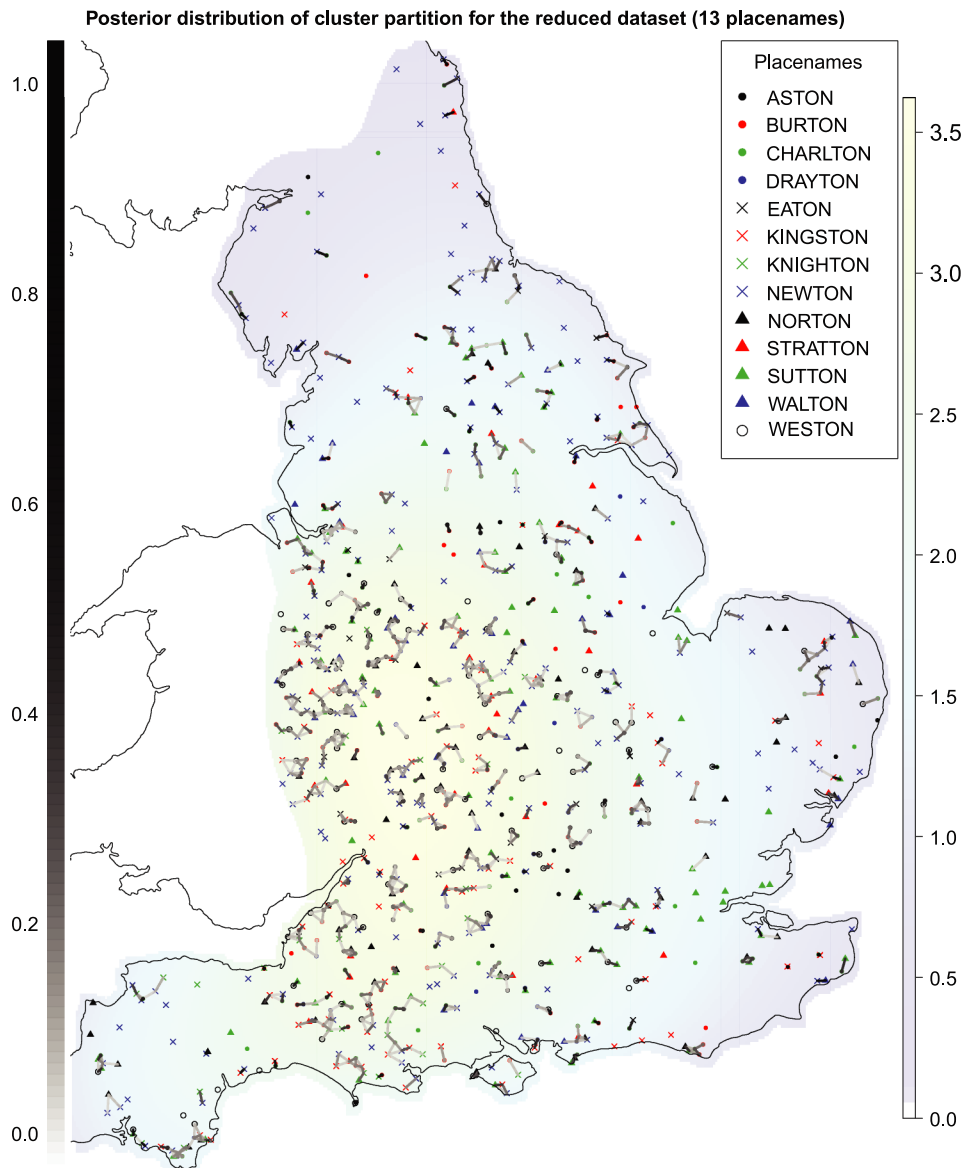 Posterior distribution of cluster partition for the reduced dataset (13 placenames)
1.0
0.8
0.6
0.4
0.2
0.0
Placenames
ASTON
BURTON
CHARLTON
DRAYTON
EATON
KINGSTON
KNIGHTON
NEWTON
NORTON
STRATTON
SUTTON
WALTON
WESTON
3.5
3.0
2.5
2.0
1.5
1.0
0.5
0.0